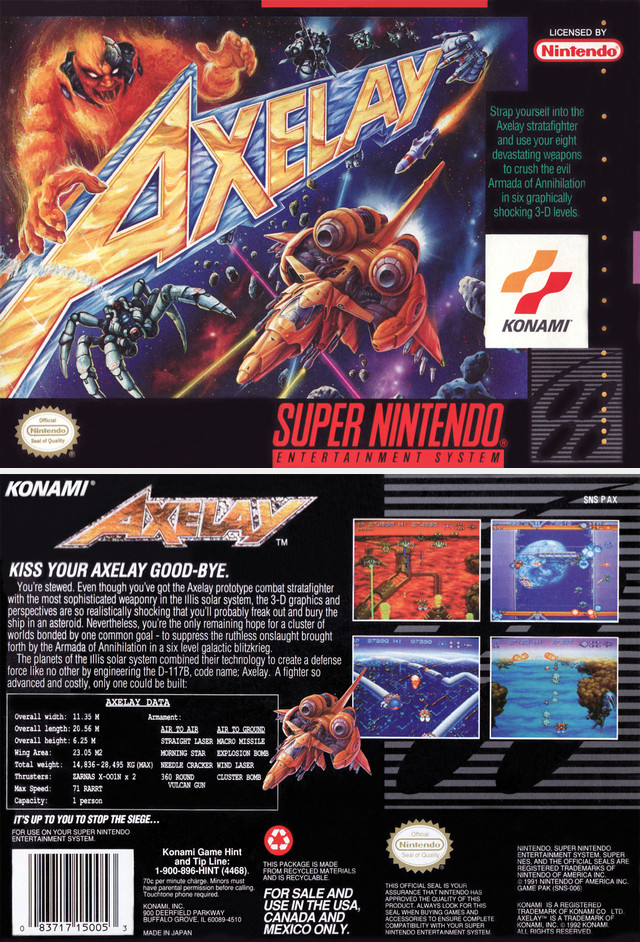 LICENSED BY
Nintendo®
AXELAY
Strap yourself into the
Axelay stratafighter
and use your eight
devastating weapons
to crush the evil
Armada of Annihilation
in six graphically
shocking 3-D levels.
KONAMI®
Official
Nintendo
Seal of Quality
SUPER NINTENDO®
ENTERTAINMENT SYSTEM
KONAMI®
AXELAY™
SNS P AX
KISS YOUR AXELAY GOOD-BYE.
You're stewed. Even though you've got the Axelay prototype combat stratafighter
with the most sophisticated weaponry in the Illis solar system, the 3-D graphics and
perspectives are so realistically shocking that you'll probably freak out and bury the
ship in an asteroid. Nevertheless, you're the only remaining hope for a cluster of
worlds bonded by one common goal - to suppress the ruthless onslaught brought
forth by the Armada of Annihilation in a six level galactic blitzkrieg.
The planets of the Illis solar system combined their technology to create a defense
force like no other by engineering the D-117B, code name; Axelay. A fighter so
advanced and costly, only one could be built:
AXELAY DATA
Overall width: 11.35 M Armament:
Overall length: 20.56 M AIR TO AIR AIR TO GROUND
Overall height: 6.25 M STRAIGHT LASER MACRO MISSILE
Wing Area: 23.05 M2 MORNING STAR EXPLOSION BOMB
Total weight: 14,836-28,495 KG(MAX) NEEDLE CRACKER WIND LASER
Thrusters: EARNAS X-001N x 2 360 ROUND CLUSTER BOMB
VULCAN GUN
Max Speed: 71 RARRT
Capacity: 1 person
IT'S UP TO YOU TO STOP THE SIEGE...
FOR USE ON YOUR SUPER NINTENDO
ENTERTAINMENT SYSTEM.
0 83717 15005 3
Konami Game Hint
and Tip Line:
1-900-896-HINT (4468).
70c per minute charge. Minors must
have parental permission before calling.
Touchtone phone required.
KONAMI, INC.
900 DEERFIELD PARKWAY
BUFFALO GROVE, IL 60089-4510
MADE IN JAPAN
THIS PACKAGE IS MADE
FROM RECYCLED MATERIALS
AND IS RECYCLABLE.
FOR SALE AND
USE IN THE USA,
CANADA AND
MEXICO ONLY.
Official
Nintendo
Seal of Quality
THIS OFFICIAL SEAL IS YOUR
ASSURANCE THAT NINTENDO HAS
APPROVED THE QUALITY OF THIS
PRODUCT. ALWAYS LOOK FOR THIS
SEAL WHEN BUYING GAMES AND
ACCESSORIES TO ENSURE COMPLETE
COMPATIBILITY WITH YOUR SUPER
NINTENDO ENTERTAINMENT SYSTEM.
NINTENDO, SUPER NINTENDO
ENTERTAINMENT SYSTEM, SUPER
NES, AND THE OFFICIAL SEALS ARE
REGISTERED TRADEMARKS OF
NINTENDO OF AMERICA INC.
© 1991 NINTENDO OF AMERICA INC.
GAME PAK (SNS-006)
KONAMI IS A REGISTERED
TRADEMARK OF KONAMI CO. LTD.
AXELAY™ IS A TRADEMARK OF
KONAMI, INC. © 1992 KONAMI.
ALL RIGHTS RESERVED.